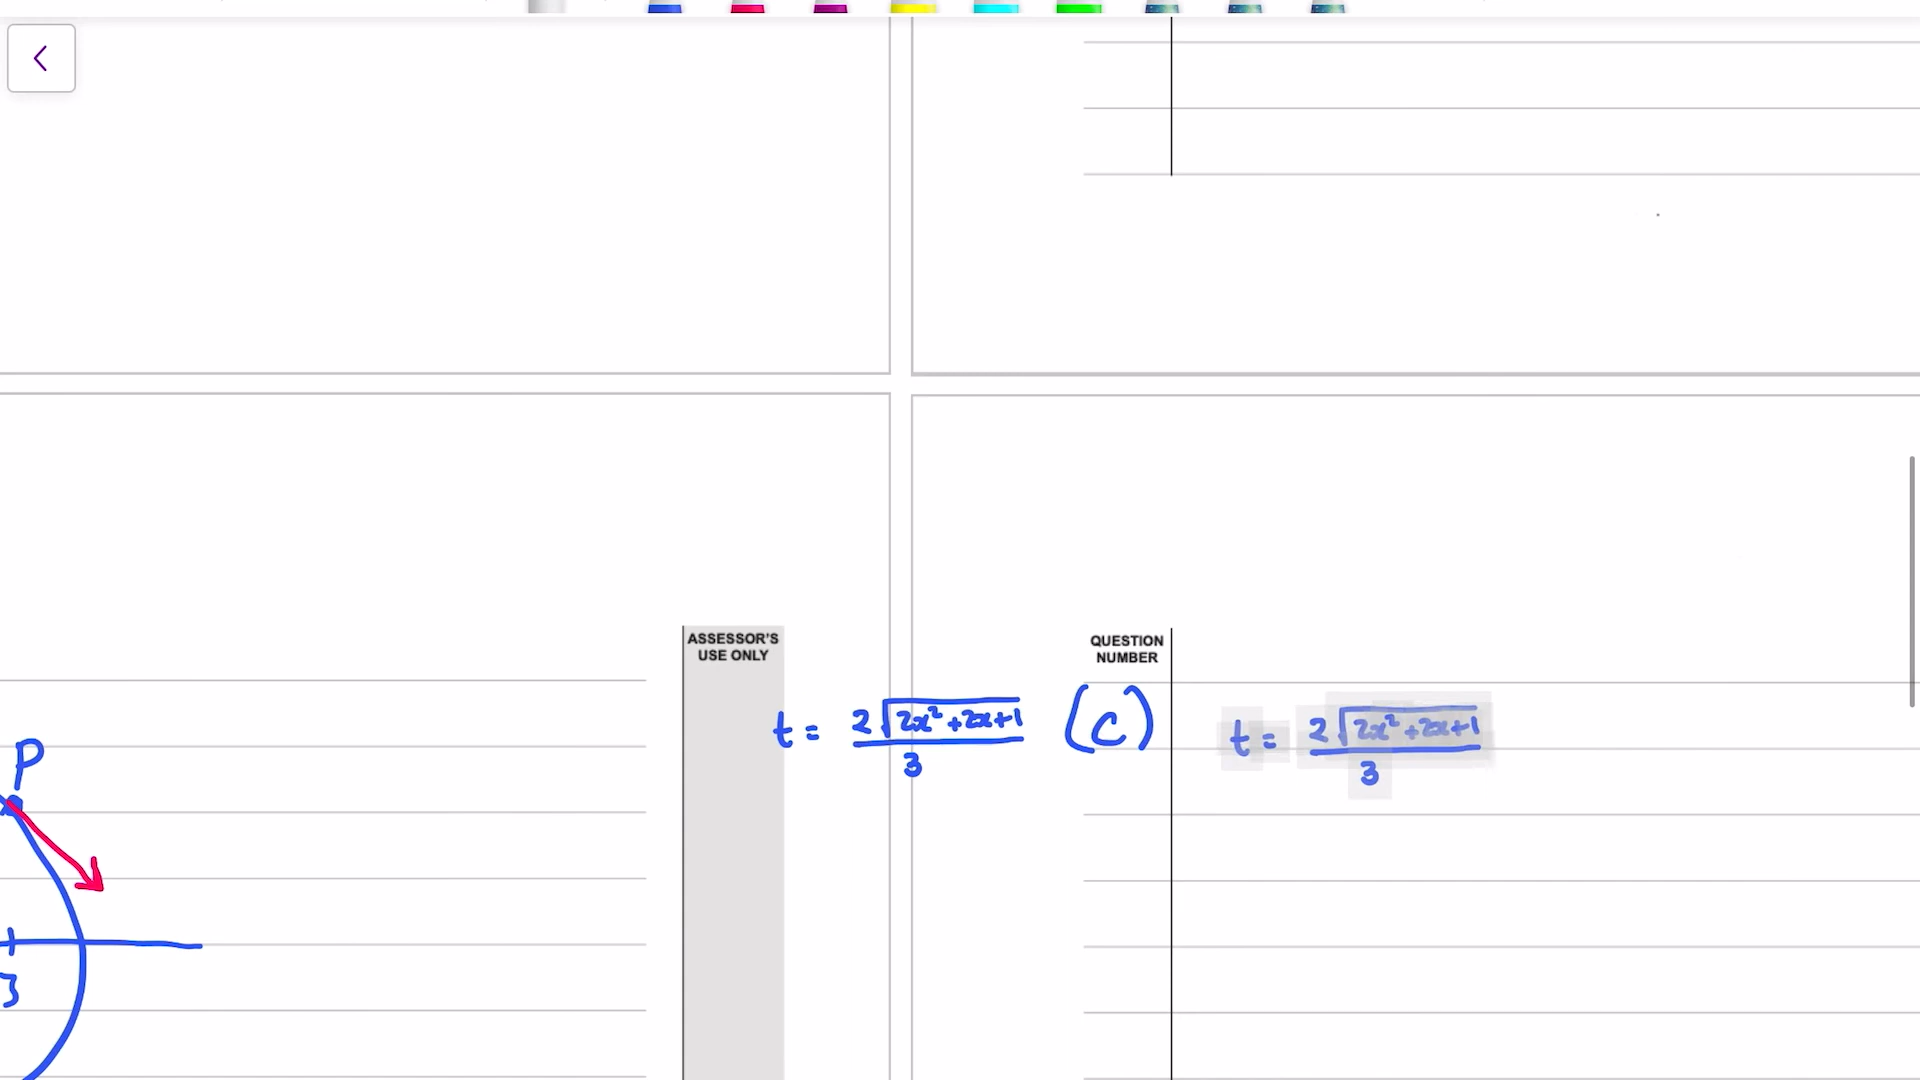 ASSESSOR'S
USE ONLY
QUESTION
NUMBER
t = 2√(2x²+2x+1) / 3
(c)
t = 2√(2x²+2x+1) / 3
P
3